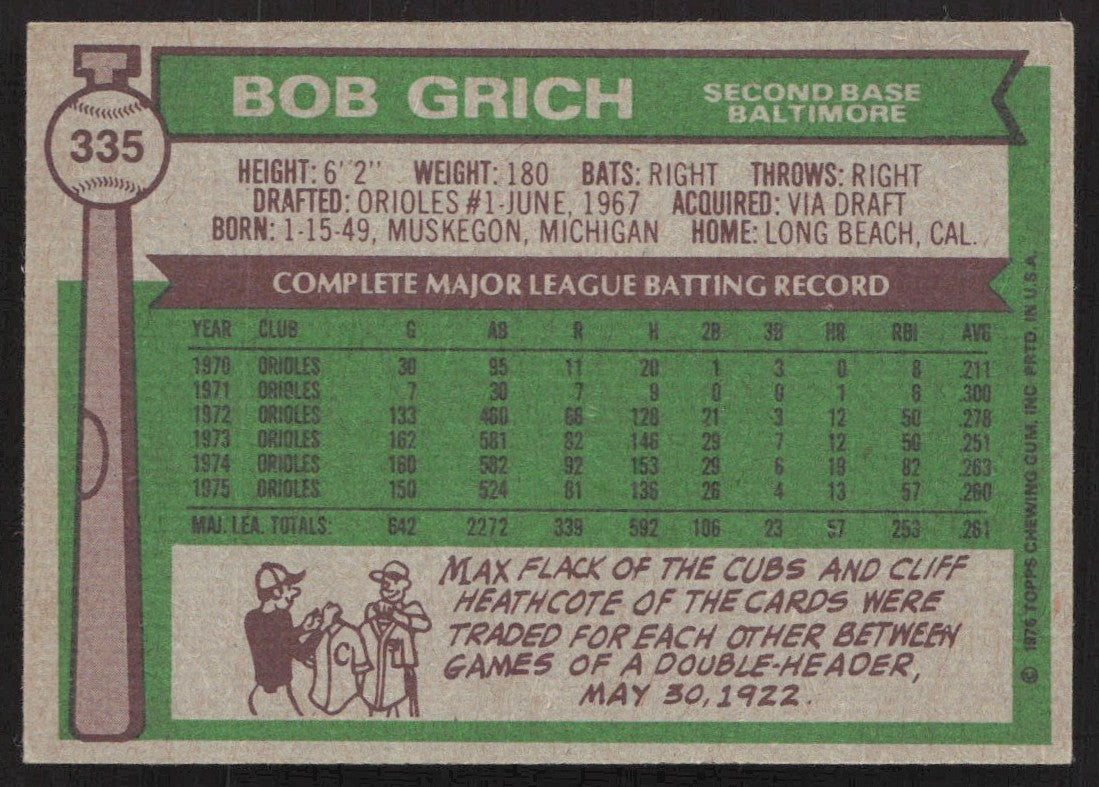 335
BOB GRICH
SECOND BASE
BALTIMORE
HEIGHT: 6'2" WEIGHT: 180 BATS: RIGHT THROWS: RIGHT
DRAFTED: ORIOLES #1-JUNE, 1967 ACQUIRED: VIA DRAFT
BORN: 1-15-49, MUSKEGON, MICHIGAN HOME: LONG BEACH, CAL.
COMPLETE MAJOR LEAGUE BATTING RECORD
YEAR CLUB G AB R H 2B 3B HR RBI AVG
1970 ORIOLES 30 95 11 20 1 3 0 8 .211
1971 ORIOLES 7 30 7 9 0 0 1 6 .300
1972 ORIOLES 133 460 66 128 21 3 12 50 .278
1973 ORIOLES 162 581 82 146 29 7 12 50 .251
1974 ORIOLES 160 582 92 153 29 6 19 82 .263
1975 ORIOLES 150 524 81 136 26 4 13 57 .260
MAJ. LEA. TOTALS: 642 2272 339 592 106 23 57 253 .261
C
MAX FLACK OF THE CUBS AND CLIFF
HEATHCOTE OF THE CARDS WERE
TRADED FOR EACH OTHER BETWEEN
GAMES OF A DOUBLE-HEADER,
MAY 30, 1922.
© 1976 TOPPS CHEWING GUM, INC. PRTD. IN U.S.A.